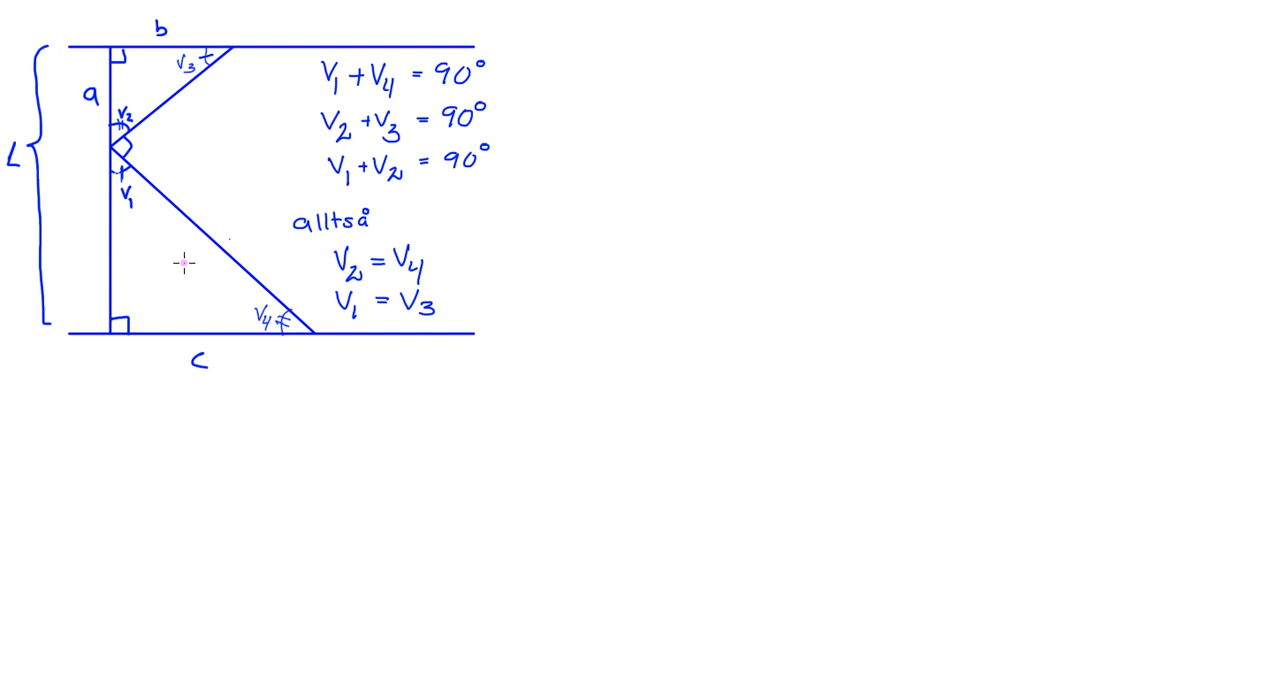 b
V₃
V₁ + V₄ = 90°
a
V₂
V₂ + V₃ = 90°
L
V₁ + V₂ = 90°
V₁
alltså
V₂ = V₄
V₁ = V₃
V₄
c